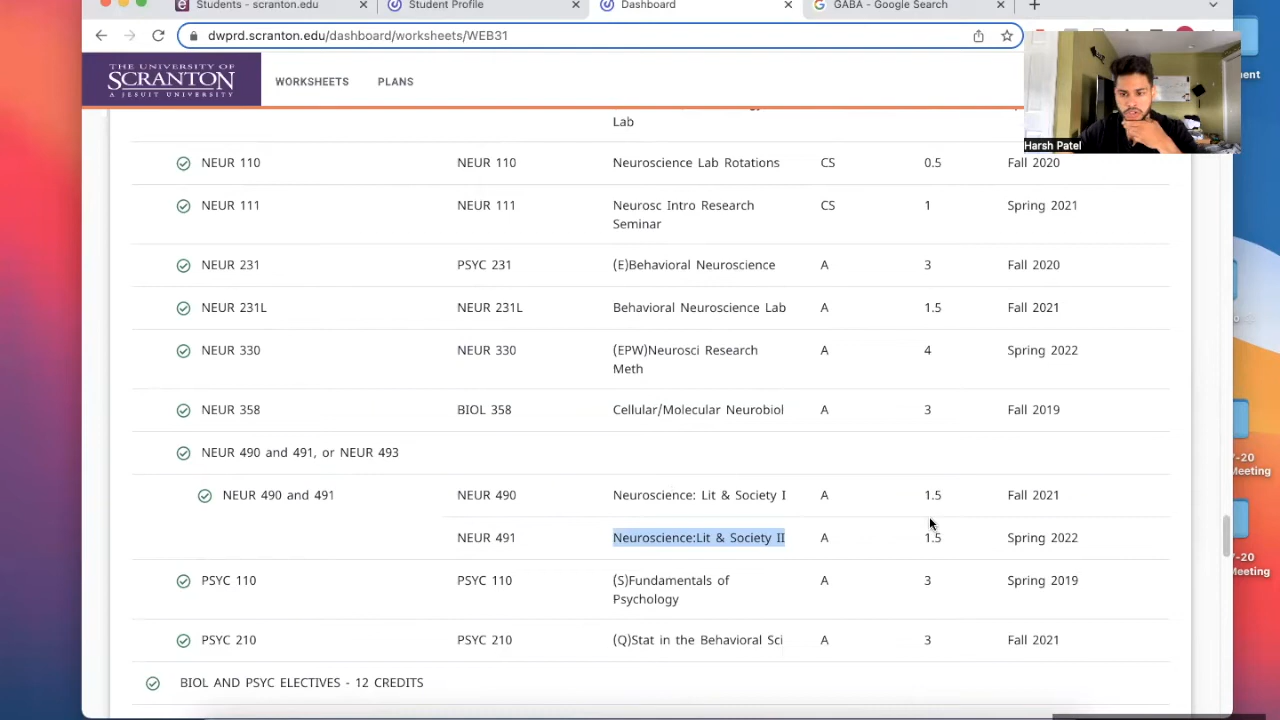 Students - scranton.edu
Student Profile
Dashboard
GABA - Google Search
dwprd.scranton.edu/dashboard/worksheets/WEB31
THE UNIVERSITY OF
SCRANTON
A JESUIT UNIVERSITY
WORKSHEETS PLANS
Harsh Patel
Lab
NEUR 110 NEUR 110 Neuroscience Lab Rotations CS 0.5 Fall 2020
NEUR 111 NEUR 111 Neurosc Intro Research CS 1 Spring 2021
Seminar
NEUR 231 PSYC 231 (E)Behavioral Neuroscience A 3 Fall 2020
NEUR 231L NEUR 231L Behavioral Neuroscience Lab A 1.5 Fall 2021
NEUR 330 NEUR 330 (EPW)Neurosci Research A 4 Spring 2022
Meth
NEUR 358 BIOL 358 Cellular/Molecular Neurobiol A 3 Fall 2019
NEUR 490 and 491, or NEUR 493
NEUR 490 and 491 NEUR 490 Neuroscience: Lit & Society I A 1.5 Fall 2021
NEUR 491 Neuroscience:Lit & Society II A 1.5 Spring 2022
PSYC 110 PSYC 110 (S)Fundamentals of A 3 Spring 2019
Psychology
PSYC 210 PSYC 210 (Q)Stat in the Behavioral Sci A 3 Fall 2021
BIOL AND PSYC ELECTIVES - 12 CREDITS
-20
Meeting
-20
Meeting